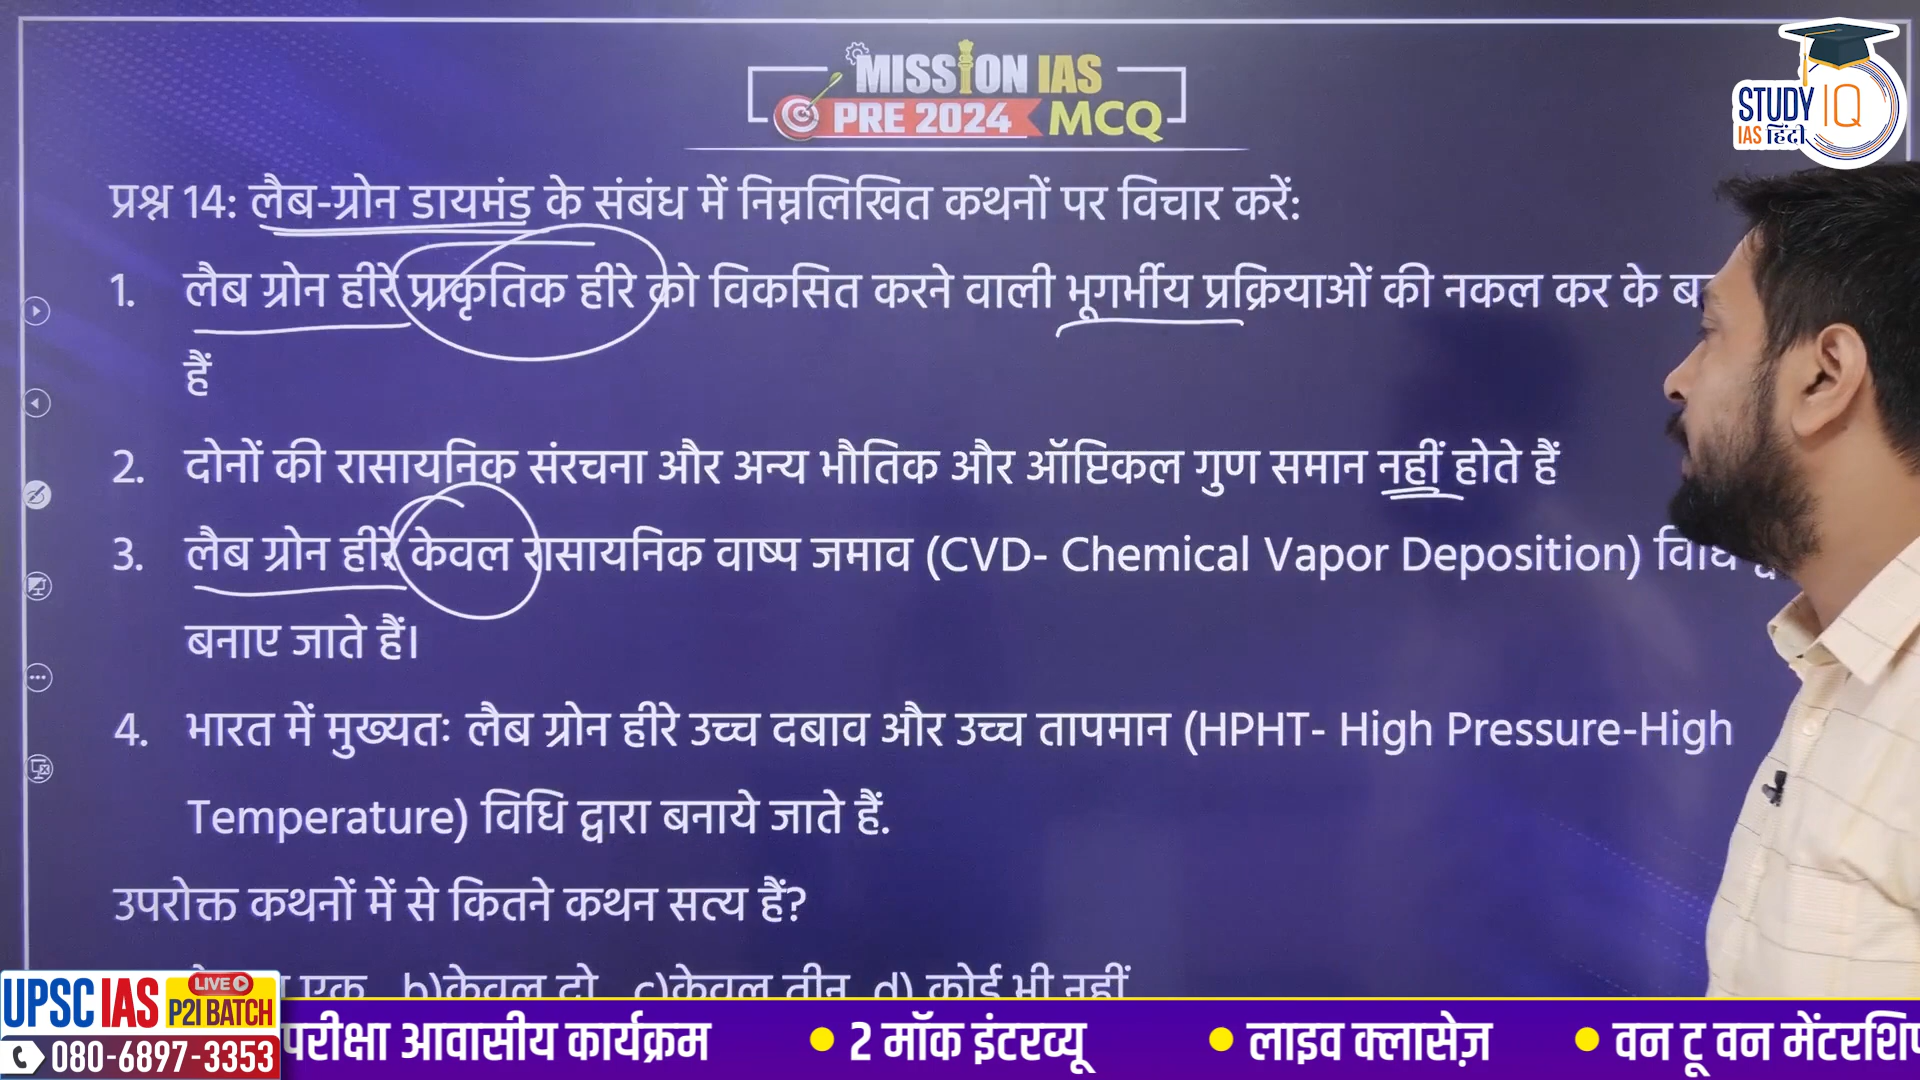 MISSION IAS
PRE 2024 MCQ
STUDY IQ
IAS हिंदी
प्रश्न 14: लैब-ग्रोन डायमंड के संबंध में निम्नलिखित कथनों पर विचार करें:
1. लैब ग्रोन हीरे प्राकृतिक हीरे को विकसित करने वाली भूगर्भीय प्रक्रियाओं की नकल कर के
हैं
2. दोनों की रासायनिक संरचना और अन्य भौतिक और ऑप्टिकल गुण समान नहीं होते हैं
3. लैब ग्रोन हीरे केवल रासायनिक वाष्प जमाव (CVD- Chemical Vapor Deposition) विधि
बनाए जाते हैं।
4. भारत में मुख्यतः लैब ग्रोन हीरे उच्च दबाव और उच्च तापमान (HPHT- High Pressure-High
Temperature) विधि द्वारा बनाये जाते हैं.
उपरोक्त कथनों में से कितने कथन सत्य हैं?
एक b)केवल दो c)केवल तीन d) कोई भी नहीं
UPSC IAS LIVE P2I BATCH
080-6897-3353
परीक्षा आवासीय कार्यक्रम • 2 मॉक इंटरव्यू • लाइव क्लासेज़ • वन टू वन